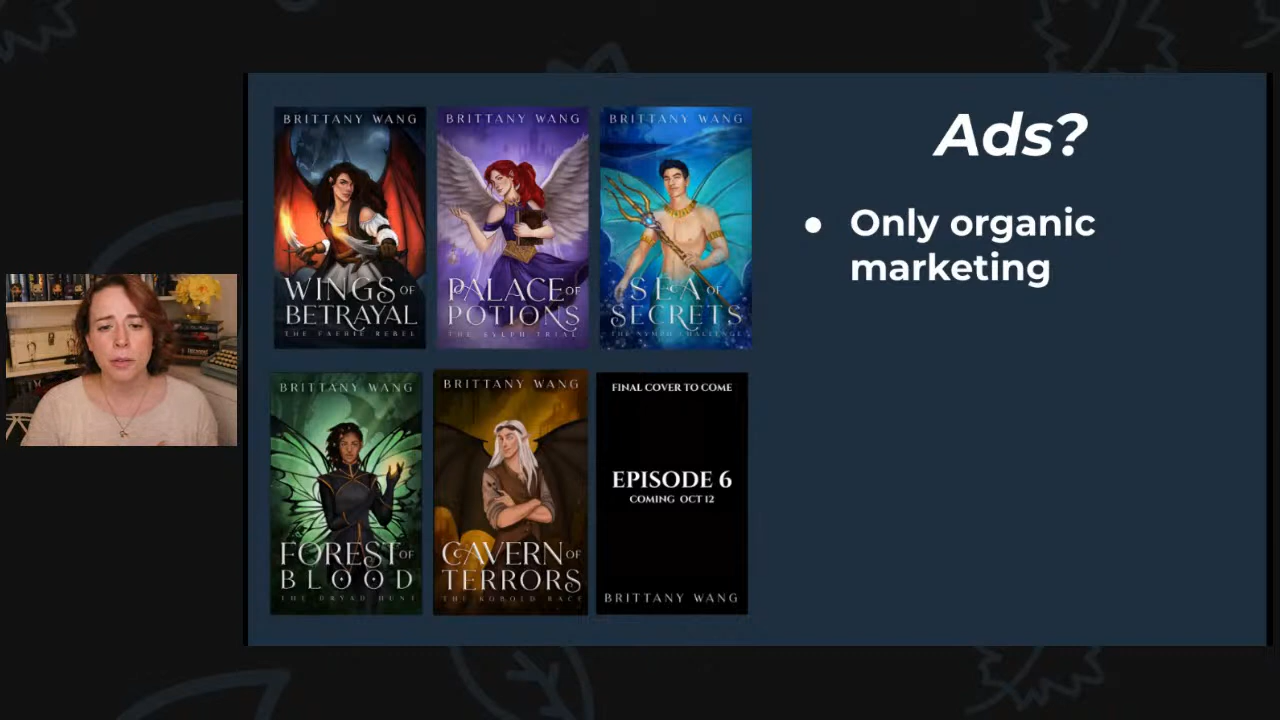 BRITTANY WANG
WINGS OF
BETRAYAL
THE FAERIE REBEL
BRITTANY WANG
PALACE OF
POTIONS
THE SYLPH TRIAL
BRITTANY WANG
SEA OF
SECRETS
THE NYMPH CHALLENGE
BRITTANY WANG
FOREST OF
BLOOD
THE DRYAD HUNT
BRITTANY WANG
CAVERN OF
TERRORS
THE KOBOLD RACE
FINAL COVER TO COME
EPISODE 6
COMING OCT 12
BRITTANY WANG
Ads?
● Only organic
marketing